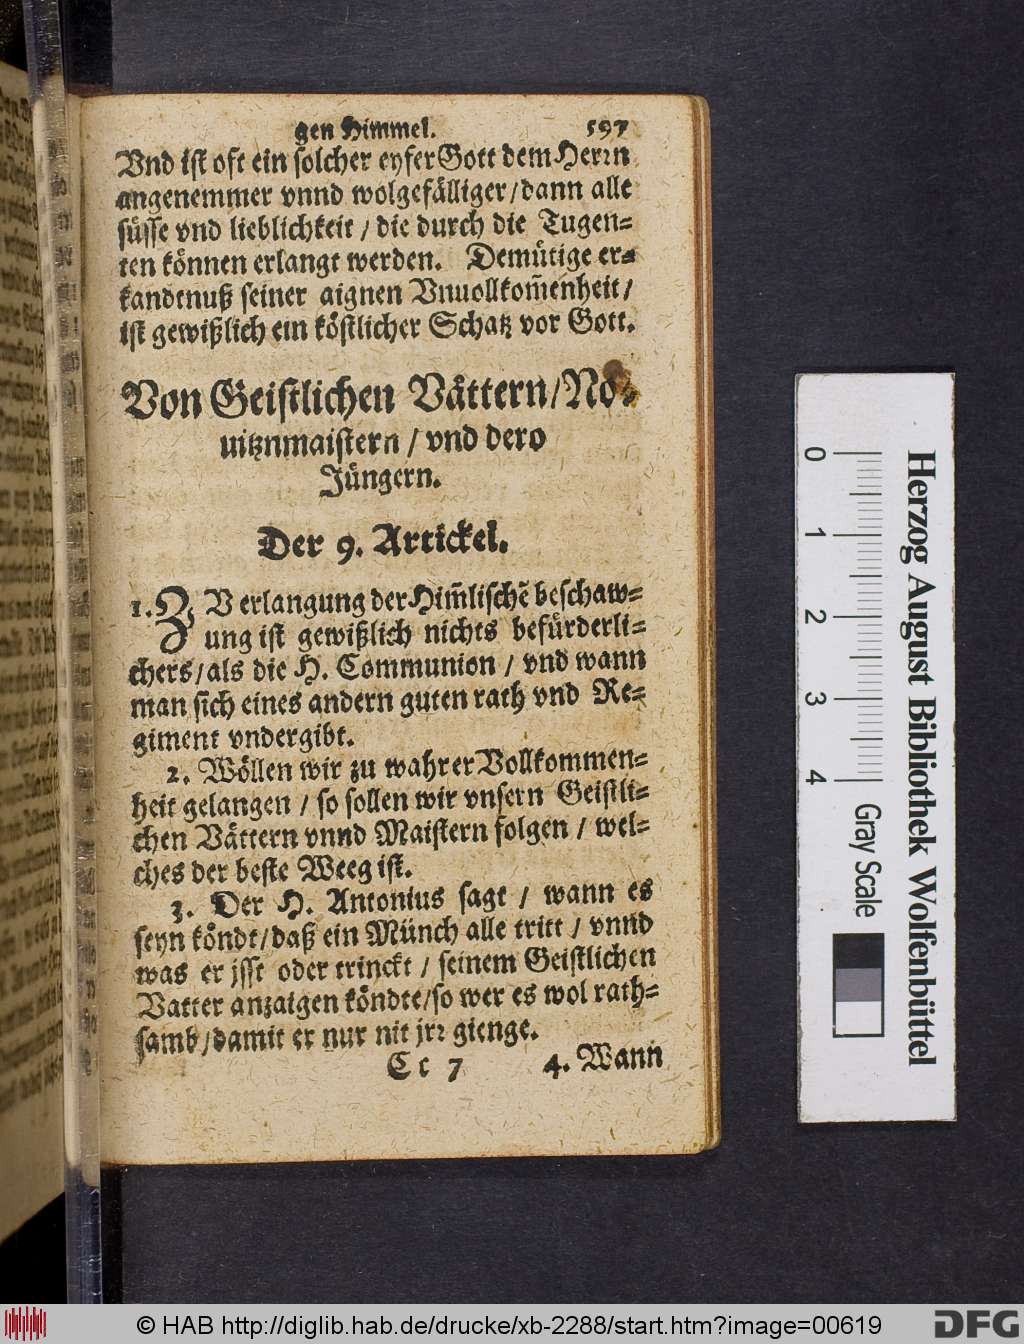 gen Himmel. 597
Vnd ist oft ein solcher eyfer Gott dem Herrn
angenemmer vnnd wolgefälliger / dann alle
süsse vnd lieblichkeit / die durch die Tugen=
ten können erlangt werden. Demütige er=
kandtnuß seiner aignen Vnuollkom̃enheit /
ist gewißlich ein köstlicher Schatz vor Gott.
Von Geistlichen Vättern / No=
uitznmaistern / vnd dero
Jüngern.
Der 9. Artickel.
1. ZV erlangung der Him̃lischẽ beschaw=
ung ist gewißlich nichts befürderli=
chers / als die H. Communion / vnd wann
man sich eines andern guten rath vnd Re=
giment vndergibt.
2. Wöllen wir zu wahrer Vollkommen=
heit gelangen / so sollen wir vnsern Geistli=
chen Vättern vnnd Maistern folgen / wel=
ches der beste Weeg ist.
3. Der H. Antonius sagt / wann es
seyn köndt / daß ein Münch alle tritt / vnnd
was er jsst oder trinckt / seinem Geistlichen
Vatter anzaigen köndte / so wer es wol rath=
samb / damit er nur nit jrr gienge.
Cc 7 4. Wann
0 1 2 3 4
Gray Scale
Herzog August Bibliothek Wolfenbüttel
© HAB http://diglib.hab.de/drucke/xb-2288/start.htm?image=00619
DFG